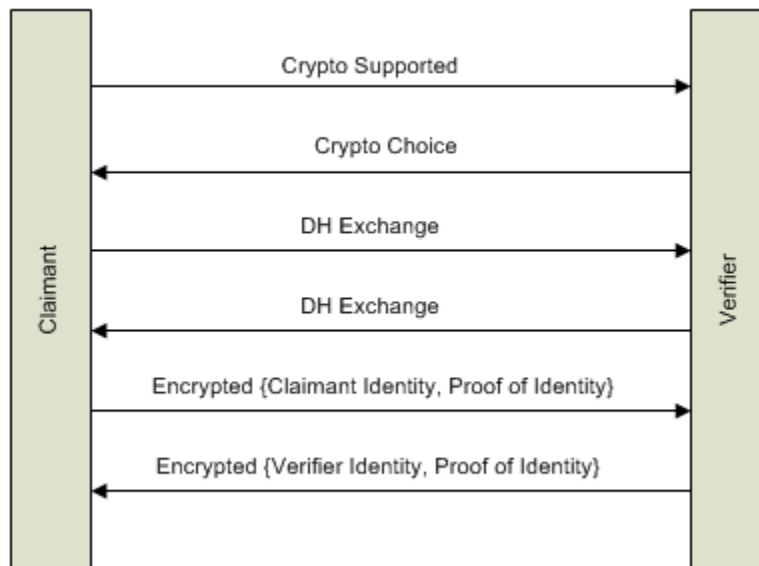 Crypto Supported
Crypto Choice
DH Exchange
DH Exchange
Encrypted {Claimant Identity, Proof of Identity}
Encrypted {Verifier Identity, Proof of Identity}
Claimant
Verifier